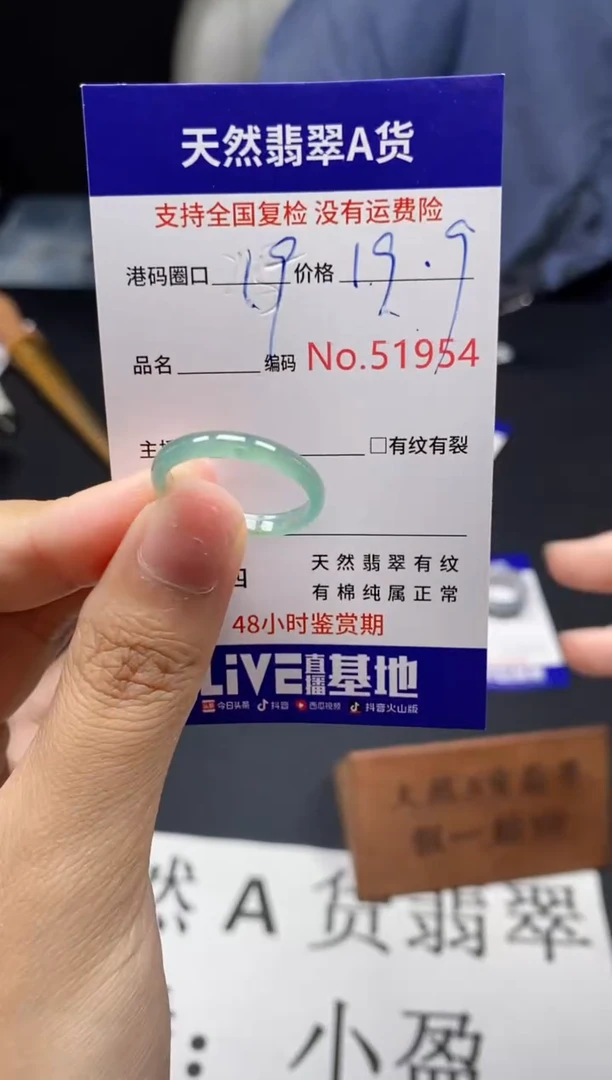 天然翡翠A货
支持全国复检 没有运费险
港码圈口 19 价格 19.9
品名 编码 No.51954
主 □有纹有裂
天然翡翠有纹
有棉纯属正常
48小时鉴赏期
LiVE直播基地
今日头条 抖音 西瓜视频 抖音火山版
然A货翡翠
：小盈